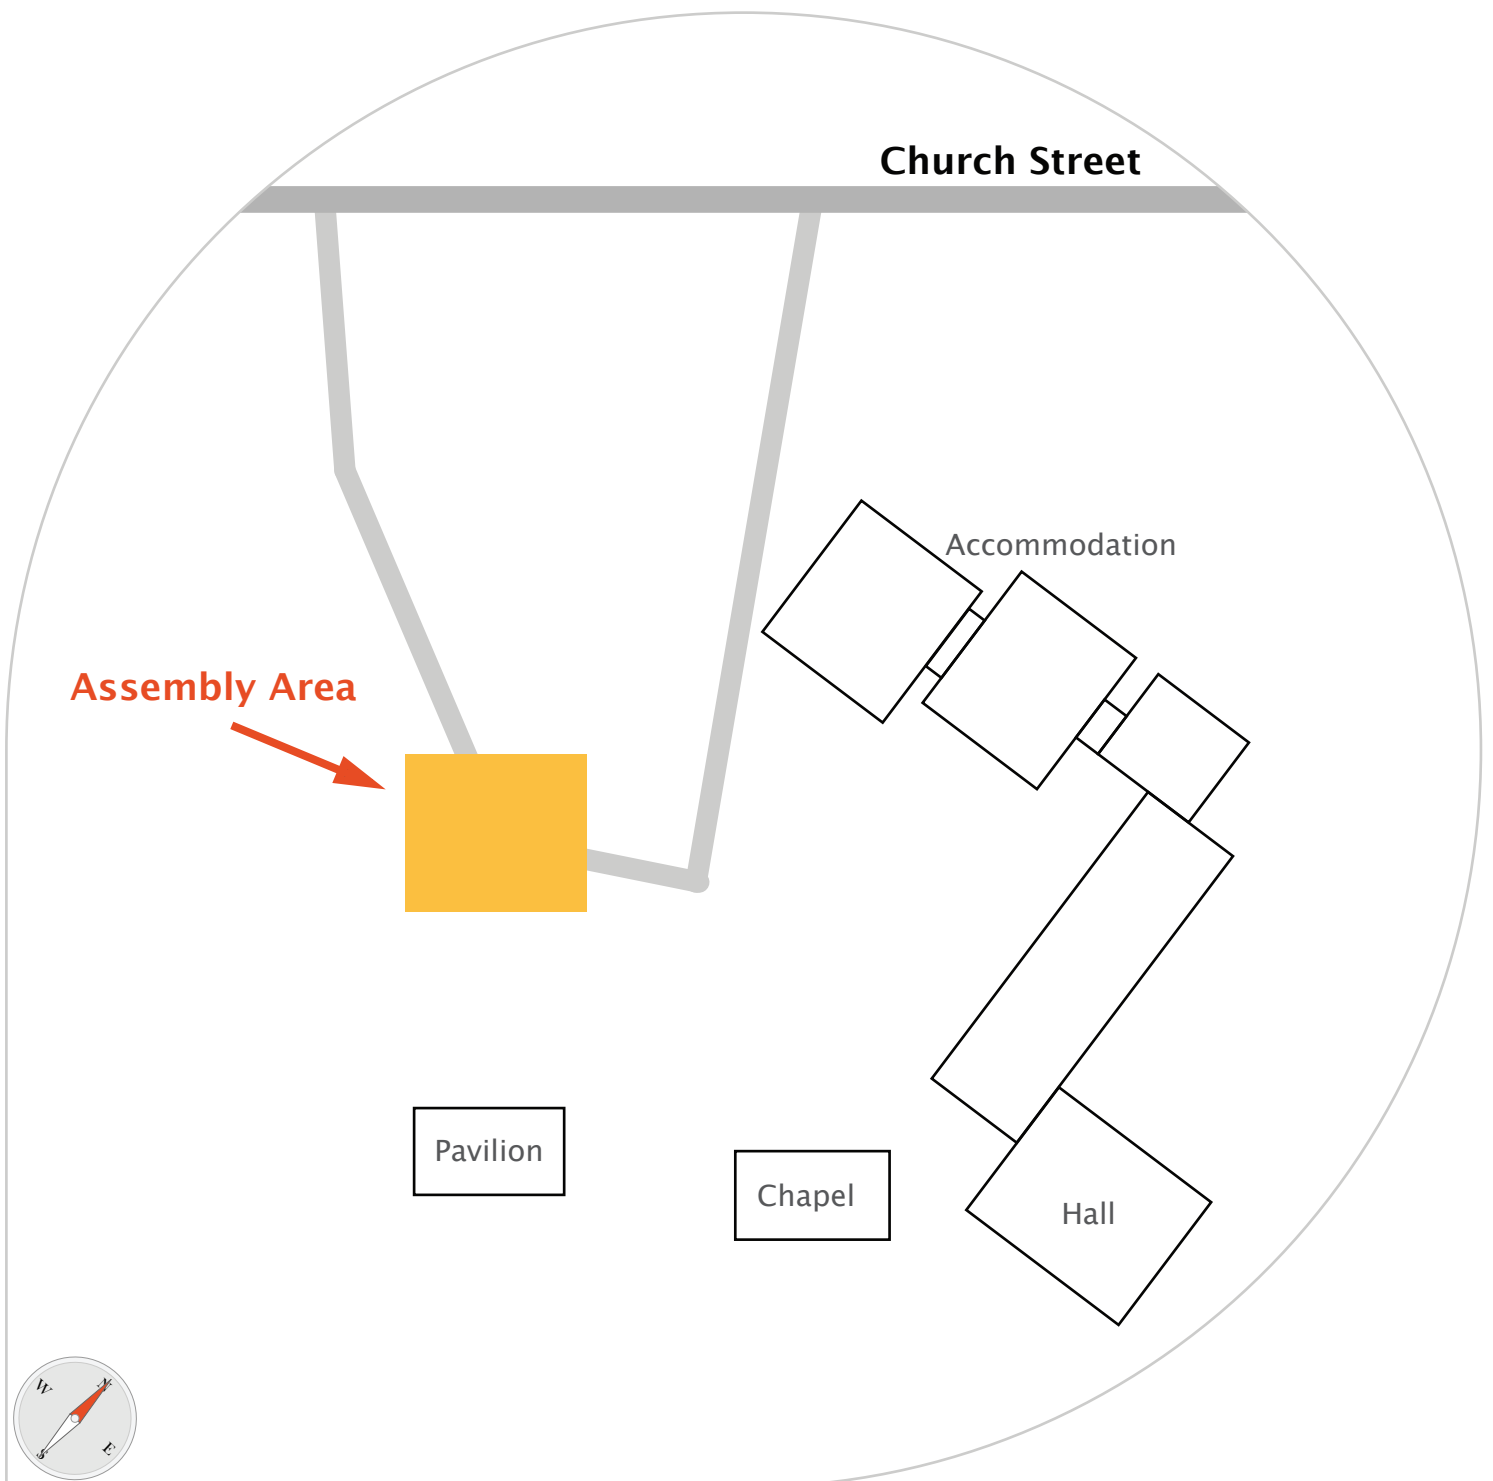 Church Street
Accommodation
Assembly Area
Pavilion
Chapel
Hall
W
N
S
E